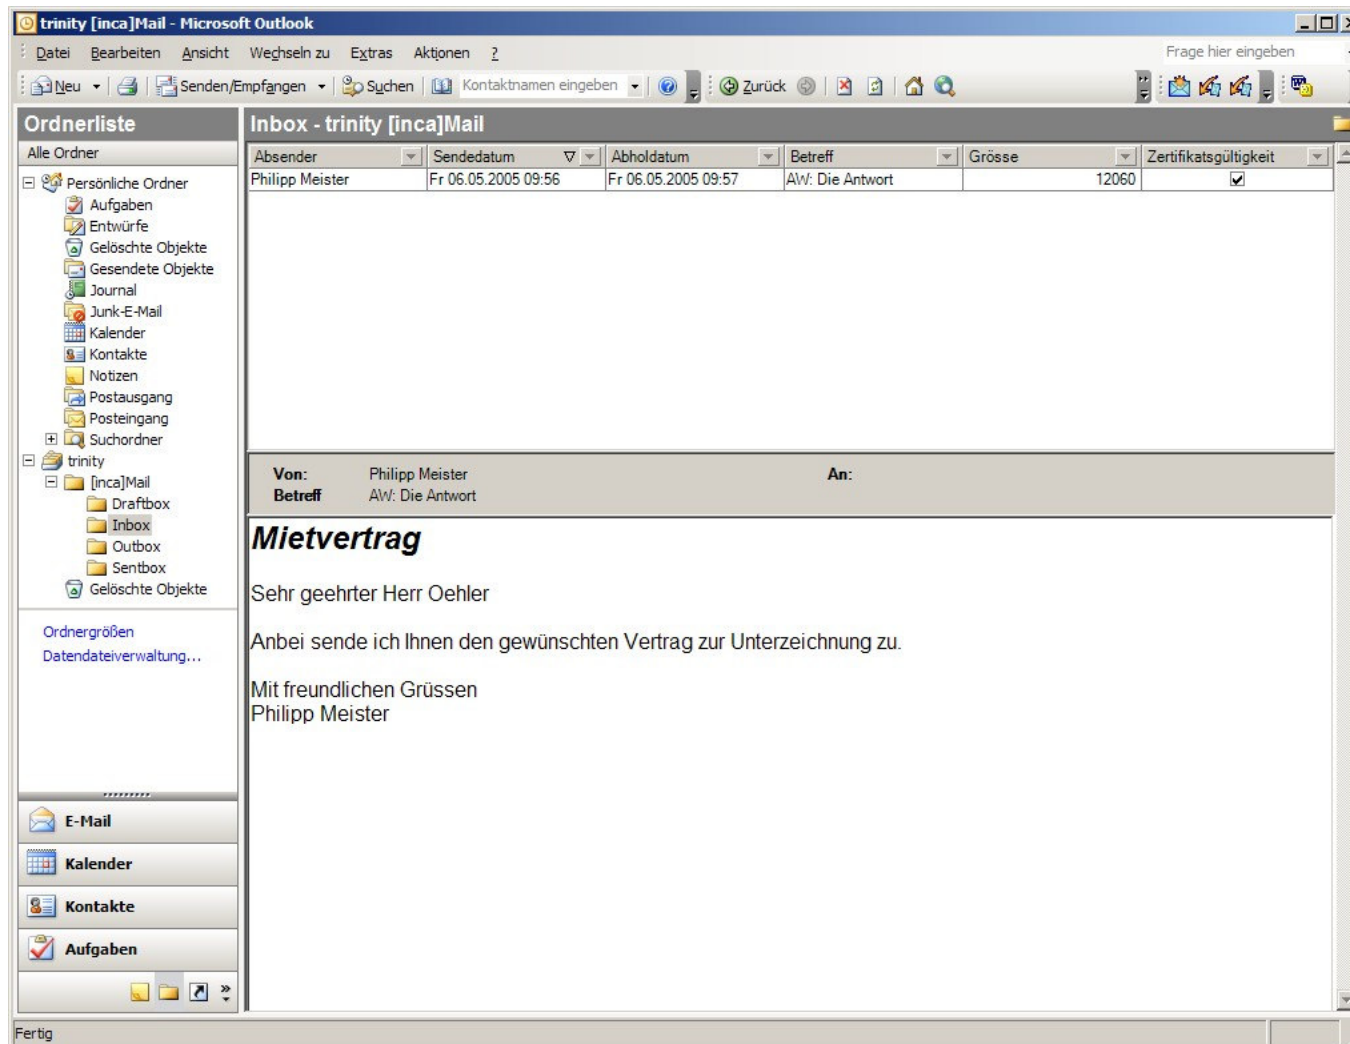 trinity [inca]Mail - Microsoft Outlook
Datei Bearbeiten Ansicht Wechseln zu Extras Aktionen ? Frage hier eingeben
Neu Senden/Empfangen Suchen Kontaktnamen eingeben Zurück
Ordnerliste
Alle Ordner
Persönliche Ordner
Aufgaben
Entwürfe
Gelöschte Objekte
Gesendete Objekte
Journal
Junk-E-Mail
Kalender
Kontakte
Notizen
Postausgang
Posteingang
Suchordner
trinity
[inca]Mail
Draftbox
Inbox
Outbox
Sentbox
Gelöschte Objekte
Ordnergrößen
Datendateiverwaltung...
E-Mail
Kalender
Kontakte
Aufgaben
Inbox - trinity [inca]Mail
Absender Sendedatum Abholdatum Betreff Grösse Zertifikatsgültigkeit
Philipp Meister Fr 06.05.2005 09:56 Fr 06.05.2005 09:57 AW: Die Antwort 12060
Von: Philipp Meister An:
Betreff AW: Die Antwort
Mietvertrag
Sehr geehrter Herr Oehler
Anbei sende ich Ihnen den gewünschten Vertrag zur Unterzeichnung zu.
Mit freundlichen Grüssen
Philipp Meister
Fertig